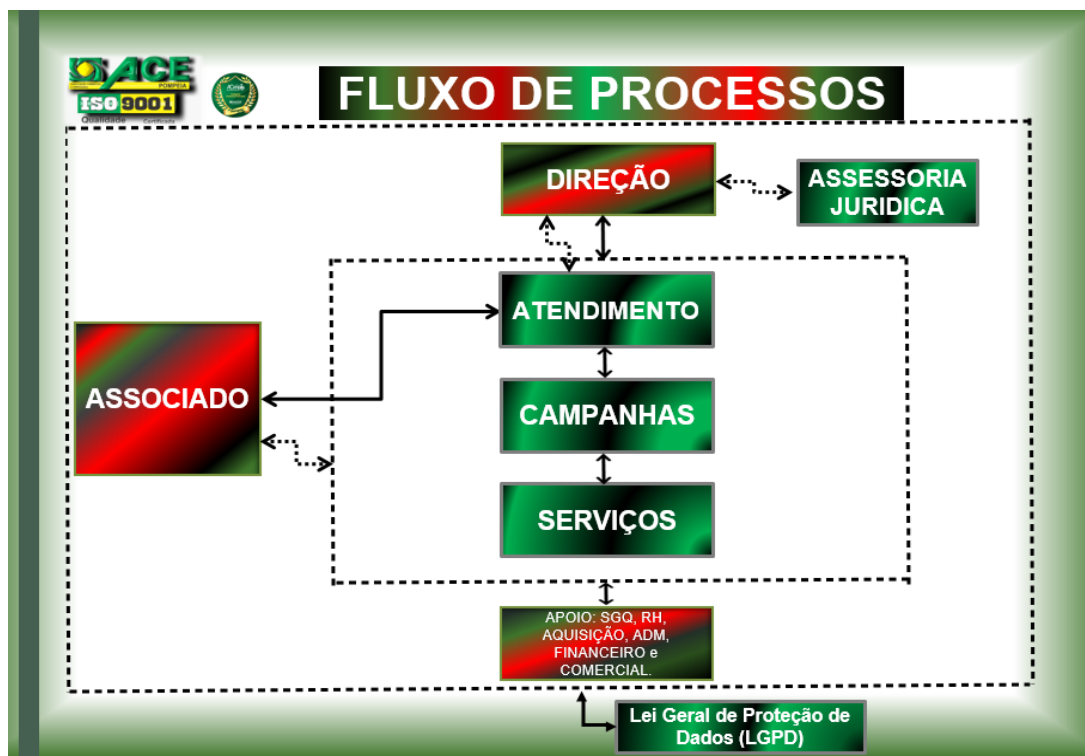 ACE
POMPEIA
ISO 9001
Qualidade Certificada
FLUXO DE PROCESSOS
DIREÇÃO
ASSESSORIA
JURIDICA
ATENDIMENTO
ASSOCIADO
CAMPANHAS
SERVIÇOS
APOIO: SGQ, RH,
AQUISIÇÃO, ADM,
FINANCEIRO e
COMERCIAL.
Lei Geral de Proteção de
Dados (LGPD)